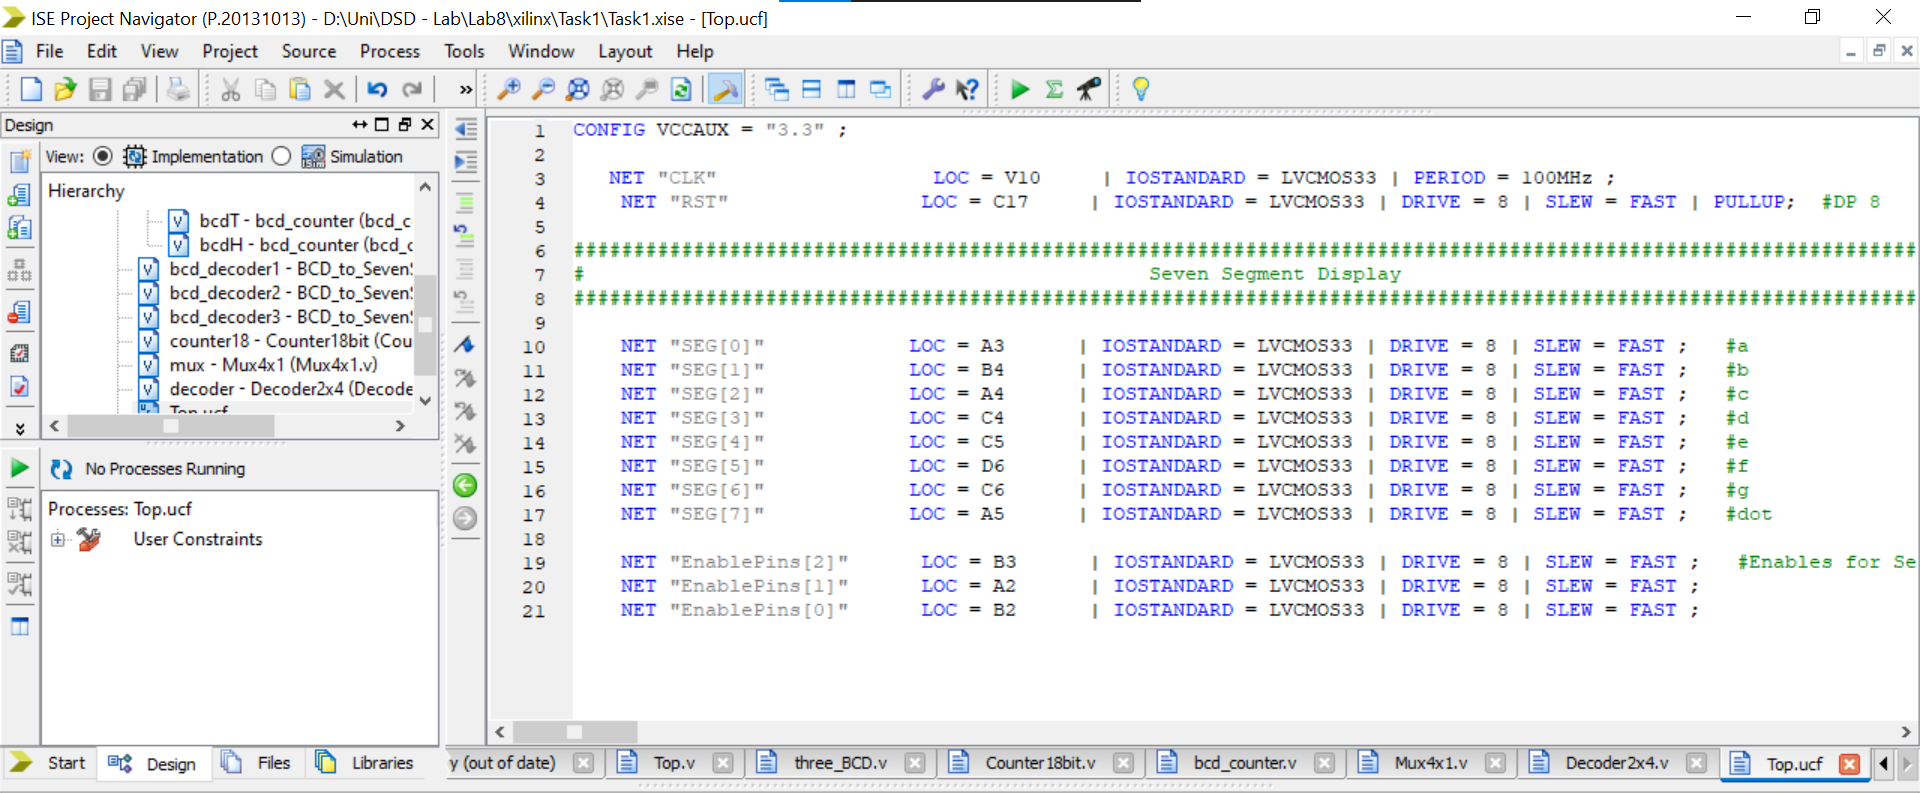 ISE Project Navigator (P.20131013) - D:\Uni\DSD - Lab\Lab8\xilinx\Task1\Task1.xise - [Top.ucf]
File Edit View Project Source Process Tools Window Layout Help
Design
View: Implementation Simulation
Hierarchy
bcdT - bcd_counter (bcd_c
bcdH - bcd_counter (bcd_c
bcd_decoder1 - BCD_to_Seven
bcd_decoder2 - BCD_to_Seven
bcd_decoder3 - BCD_to_Seven
counter18 - Counter18bit (Cou
mux - Mux4x1 (Mux4x1.v)
decoder - Decoder2x4 (Decode
Top.ucf
No Processes Running
Processes: Top.ucf
User Constraints
1 CONFIG VCCAUX = "3.3" ;
2
3 NET "CLK" LOC = V10 | IOSTANDARD = LVCMOS33 | PERIOD = 100MHz ;
4 NET "RST" LOC = C17 | IOSTANDARD = LVCMOS33 | DRIVE = 8 | SLEW = FAST | PULLUP; #DP 8
5
6 ################################################################################################################
7 # Seven Segment Display
8 ################################################################################################################
9
10 NET "SEG[0]" LOC = A3 | IOSTANDARD = LVCMOS33 | DRIVE = 8 | SLEW = FAST ; #a
11 NET "SEG[1]" LOC = B4 | IOSTANDARD = LVCMOS33 | DRIVE = 8 | SLEW = FAST ; #b
12 NET "SEG[2]" LOC = A4 | IOSTANDARD = LVCMOS33 | DRIVE = 8 | SLEW = FAST ; #c
13 NET "SEG[3]" LOC = C4 | IOSTANDARD = LVCMOS33 | DRIVE = 8 | SLEW = FAST ; #d
14 NET "SEG[4]" LOC = C5 | IOSTANDARD = LVCMOS33 | DRIVE = 8 | SLEW = FAST ; #e
15 NET "SEG[5]" LOC = D6 | IOSTANDARD = LVCMOS33 | DRIVE = 8 | SLEW = FAST ; #f
16 NET "SEG[6]" LOC = C6 | IOSTANDARD = LVCMOS33 | DRIVE = 8 | SLEW = FAST ; #g
17 NET "SEG[7]" LOC = A5 | IOSTANDARD = LVCMOS33 | DRIVE = 8 | SLEW = FAST ; #dot
18
19 NET "EnablePins[2]" LOC = B3 | IOSTANDARD = LVCMOS33 | DRIVE = 8 | SLEW = FAST ; #Enables for Se
20 NET "EnablePins[1]" LOC = A2 | IOSTANDARD = LVCMOS33 | DRIVE = 8 | SLEW = FAST ;
21 NET "EnablePins[0]" LOC = B2 | IOSTANDARD = LVCMOS33 | DRIVE = 8 | SLEW = FAST ;
Start Design Files Libraries
y (out of date) Top.v three_BCD.v Counter18bit.v bcd_counter.v Mux4x1.v Decoder2x4.v Top.ucf